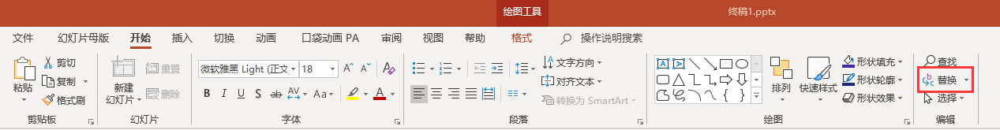 绘图工具 终稿1.pptx
文件 幻灯片母版 开始 插入 切换 动画 口袋动画 PA 审阅 视图 帮助 格式 操作说明搜索
粘贴
剪切
复制
格式刷
剪贴板
新建
幻灯片
重置
删除
幻灯片
微软雅黑 Light (正文 18 A A A
B I U S ab AV Aa A
字体
文字方向
对齐文本
转换为 SmartArt
段落
排列
快速样式
形状填充
形状轮廓
形状效果
绘图
查找
替换
选择
编辑